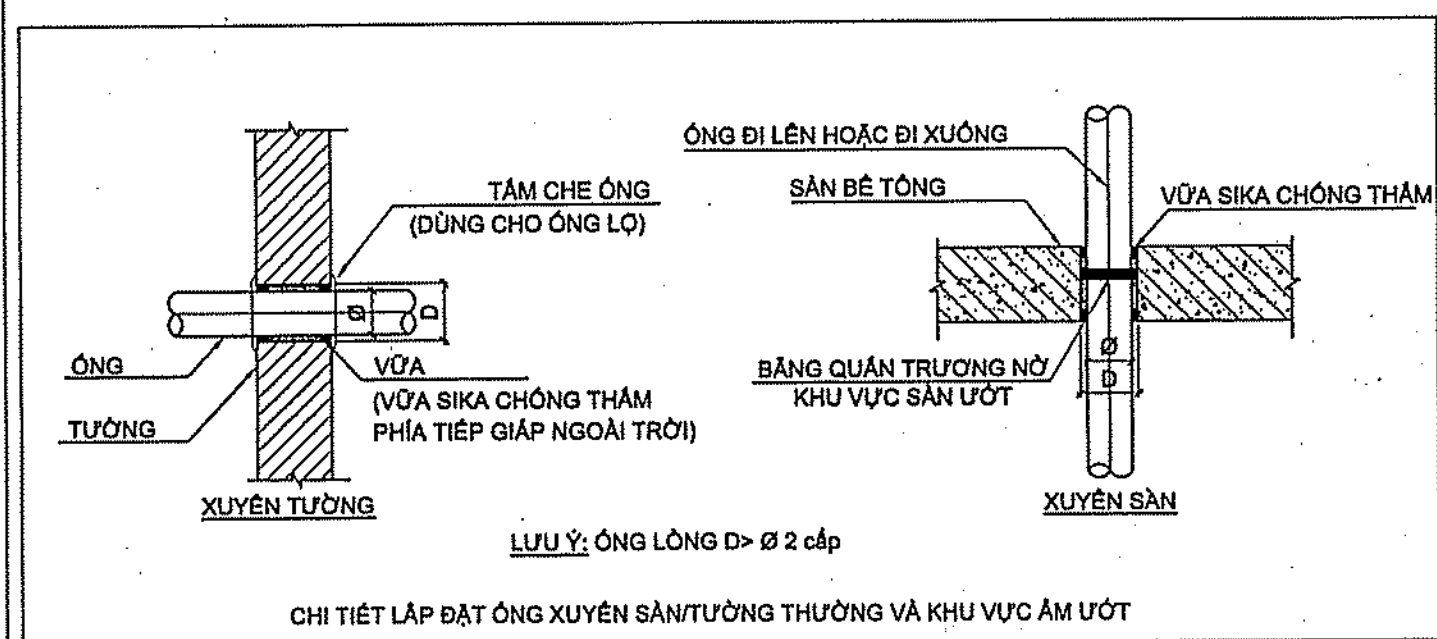 TẤM CHE ỐNG
(DÙNG CHO ỐNG LỘ)
Ø
D
ỐNG
VỮA
(VỮA SIKA CHỐNG THẤM
PHÍA TIẾP GIÁP NGOÀI TRỜI)
TƯỜNG
XUYÊN TƯỜNG
ỐNG ĐI LÊN HOẶC ĐI XUỐNG
SÀN BÊ TÔNG
VỮA SIKA CHỐNG THẤM
BĂNG QUẤN TRƯƠNG NỞ
KHU VỰC SÀN ƯỚT
Ø
D
XUYÊN SÀN
LƯU Ý: ỐNG LỒNG D> Ø 2 cấp
CHI TIẾT LẮP ĐẶT ỐNG XUYÊN SÀN/TƯỜNG THƯỜNG VÀ KHU VỰC ẨM ƯỚT